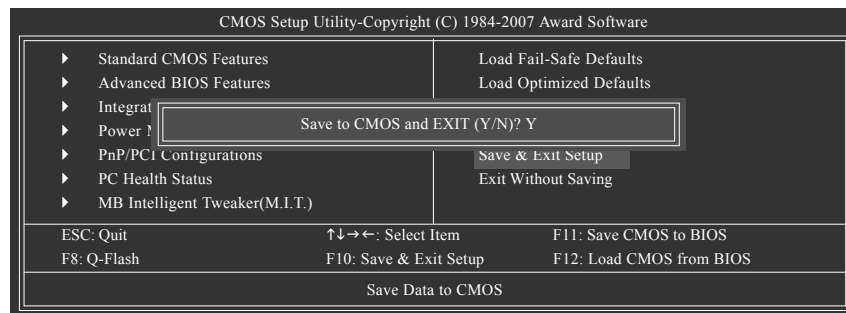 CMOS Setup Utility-Copyright (C) 1984-2007 Award Software
Standard CMOS Features
Advanced BIOS Features
Integrat
Power
PnP/PCI Configurations
PC Health Status
MB Intelligent Tweaker(M.I.T.)
Load Fail-Safe Defaults
Load Optimized Defaults
Save & Exit Setup
Exit Without Saving
Save to CMOS and EXIT (Y/N)? Y
ESC: Quit ↑↓→←: Select Item F11: Save CMOS to BIOS
F8: Q-Flash F10: Save & Exit Setup F12: Load CMOS from BIOS
Save Data to CMOS